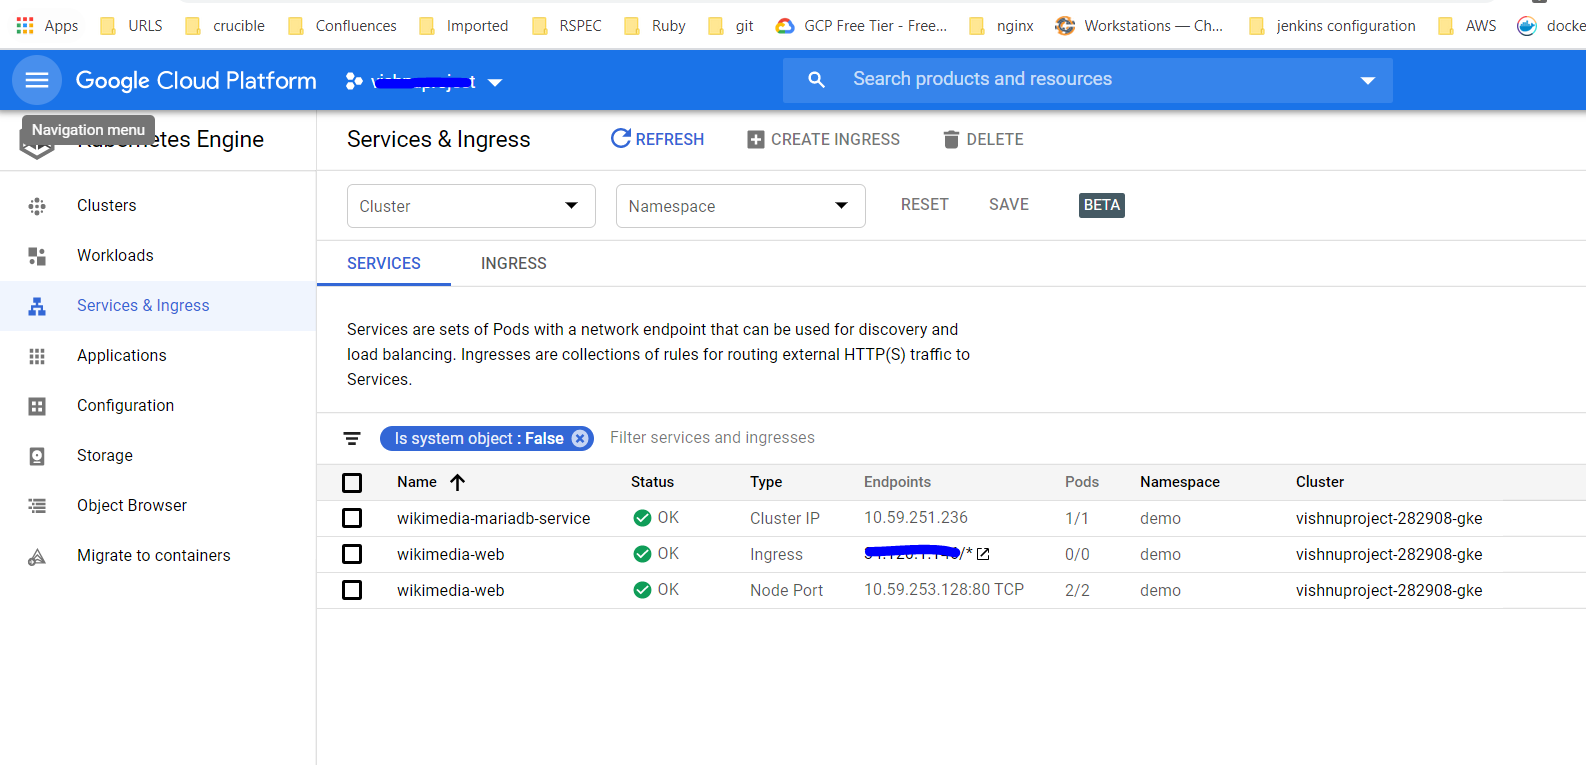 Apps URLS crucible Confluences Imported RSPEC Ruby git GCP Free Tier - Free... nginx Workstations — Ch... jenkins configuration AWS docke
Google Cloud Platform
Search products and resources
Navigation menu
Kubernetes Engine
Services & Ingress REFRESH CREATE INGRESS DELETE
Clusters
Workloads
Services & Ingress
Applications
Configuration
Storage
Object Browser
Migrate to containers
Cluster Namespace RESET SAVE BETA
SERVICES INGRESS
Services are sets of Pods with a network endpoint that can be used for discovery and
load balancing. Ingresses are collections of rules for routing external HTTP(S) traffic to
Services.
Is system object : False Filter services and ingresses
Name Status Type Endpoints Pods Namespace Cluster
wikimedia-mariadb-service OK Cluster IP 10.59.251.236 1/1 demo vishnuproject-282908-gke
wikimedia-web OK Ingress /* 0/0 demo vishnuproject-282908-gke
wikimedia-web OK Node Port 10.59.253.128:80 TCP 2/2 demo vishnuproject-282908-gke